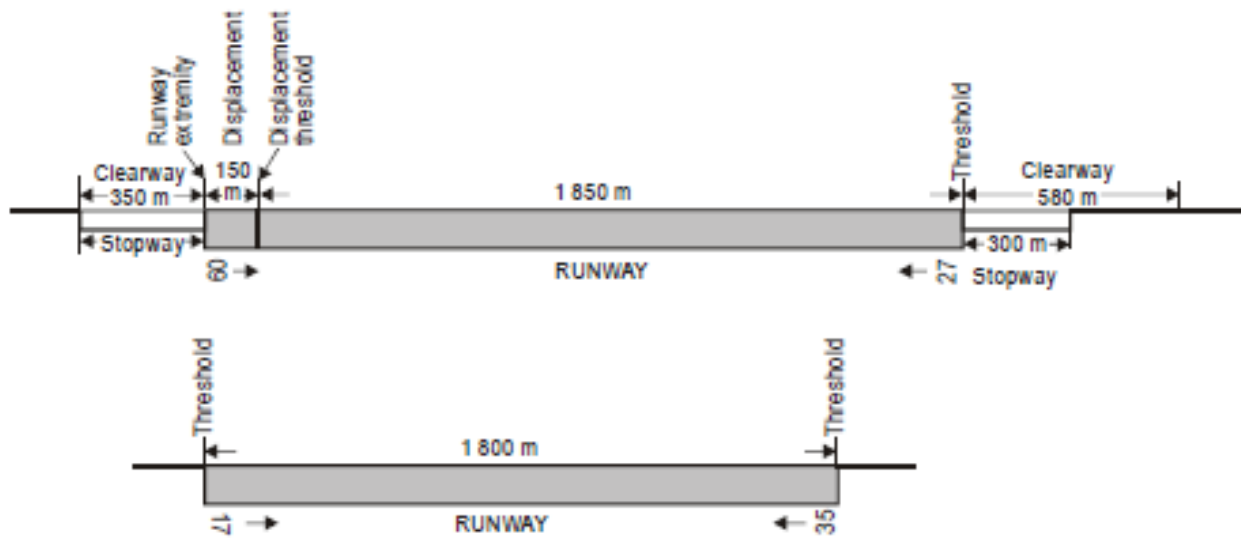 Runway
extremity
Displacement
Displacement
threshold
Threshold
Clearway
350 m
150
m
1 850 m
Clearway
580 m
Stopway
300 m
Stopway
09
RUNWAY
27
Threshold
Threshold
1 800 m
17
RUNWAY
35